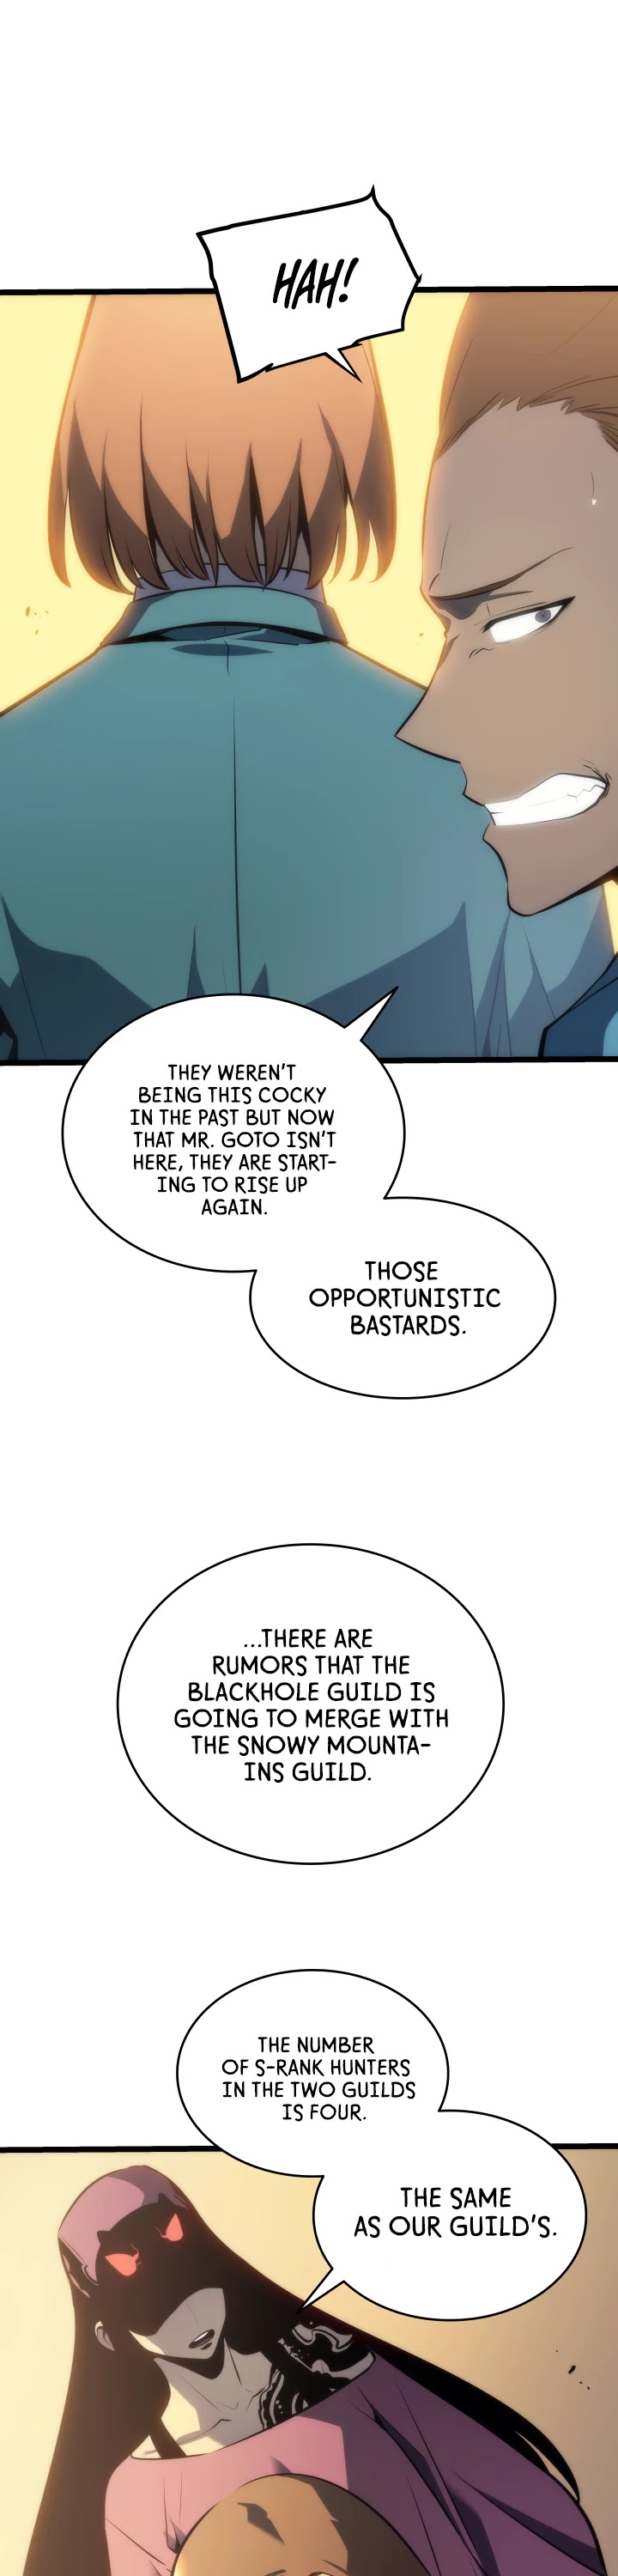 HAH!
THEY WEREN'T
BEING THIS COCKY
IN THE PAST BUT NOW
THAT MR. GOTO ISN'T
HERE, THEY ARE START-
ING TO RISE UP
AGAIN.
THOSE
OPPORTUNISTIC
BASTARDS.
...THERE ARE
RUMORS THAT THE
BLACKHOLE GUILD IS
GOING TO MERGE WITH
THE SNOWY MOUNTA-
INS GUILD.
THE NUMBER
OF S-RANK HUNTERS
IN THE TWO GUILDS
IS FOUR.
THE SAME
AS OUR GUILD'S.